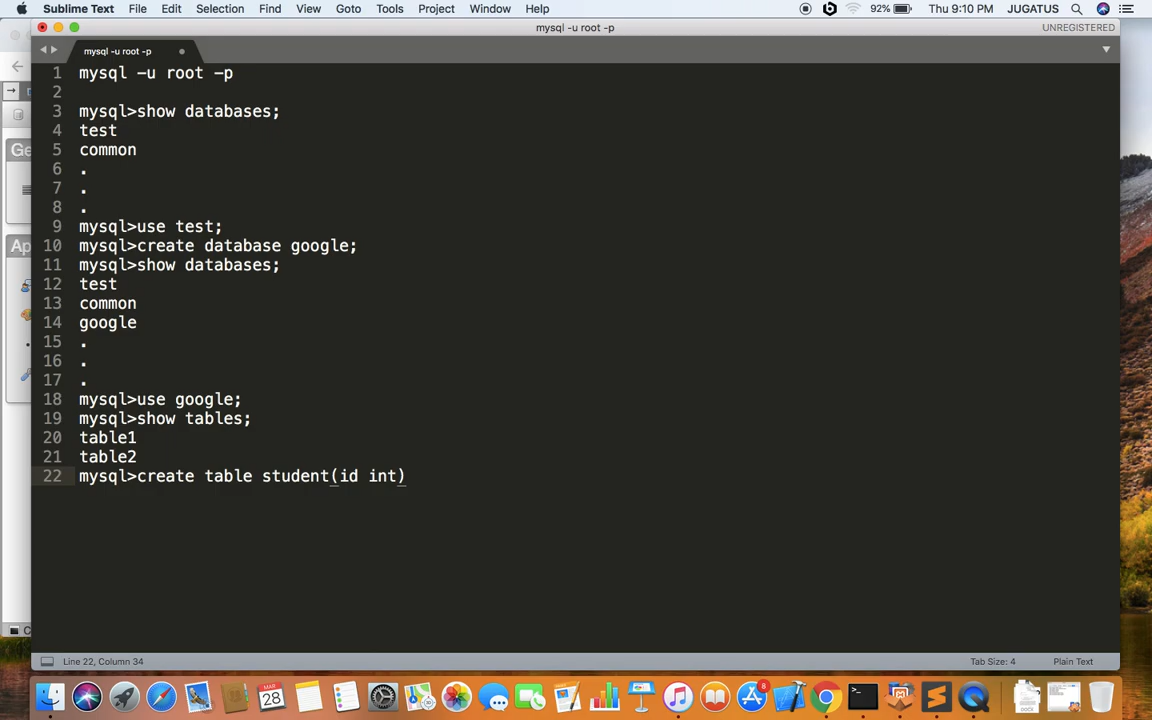 Sublime Text File Edit Selection Find View Goto Tools Project Window Help 92% Thu 9:10 PM JUGATUS
mysql -u root -p UNREGISTERED
mysql -u root -p
1 mysql -u root -p
2
3 mysql>show databases;
4 test
5 common
6 .
7 .
8 .
9 mysql>use test;
10 mysql>create database google;
11 mysql>show databases;
12 test
13 common
14 google
15 .
16 .
17 .
18 mysql>use google;
19 mysql>show tables;
20 table1
21 table2
22 mysql>create table student(id int)
Line 22, Column 34 Tab Size: 4 Plain Text
MAR
28
8